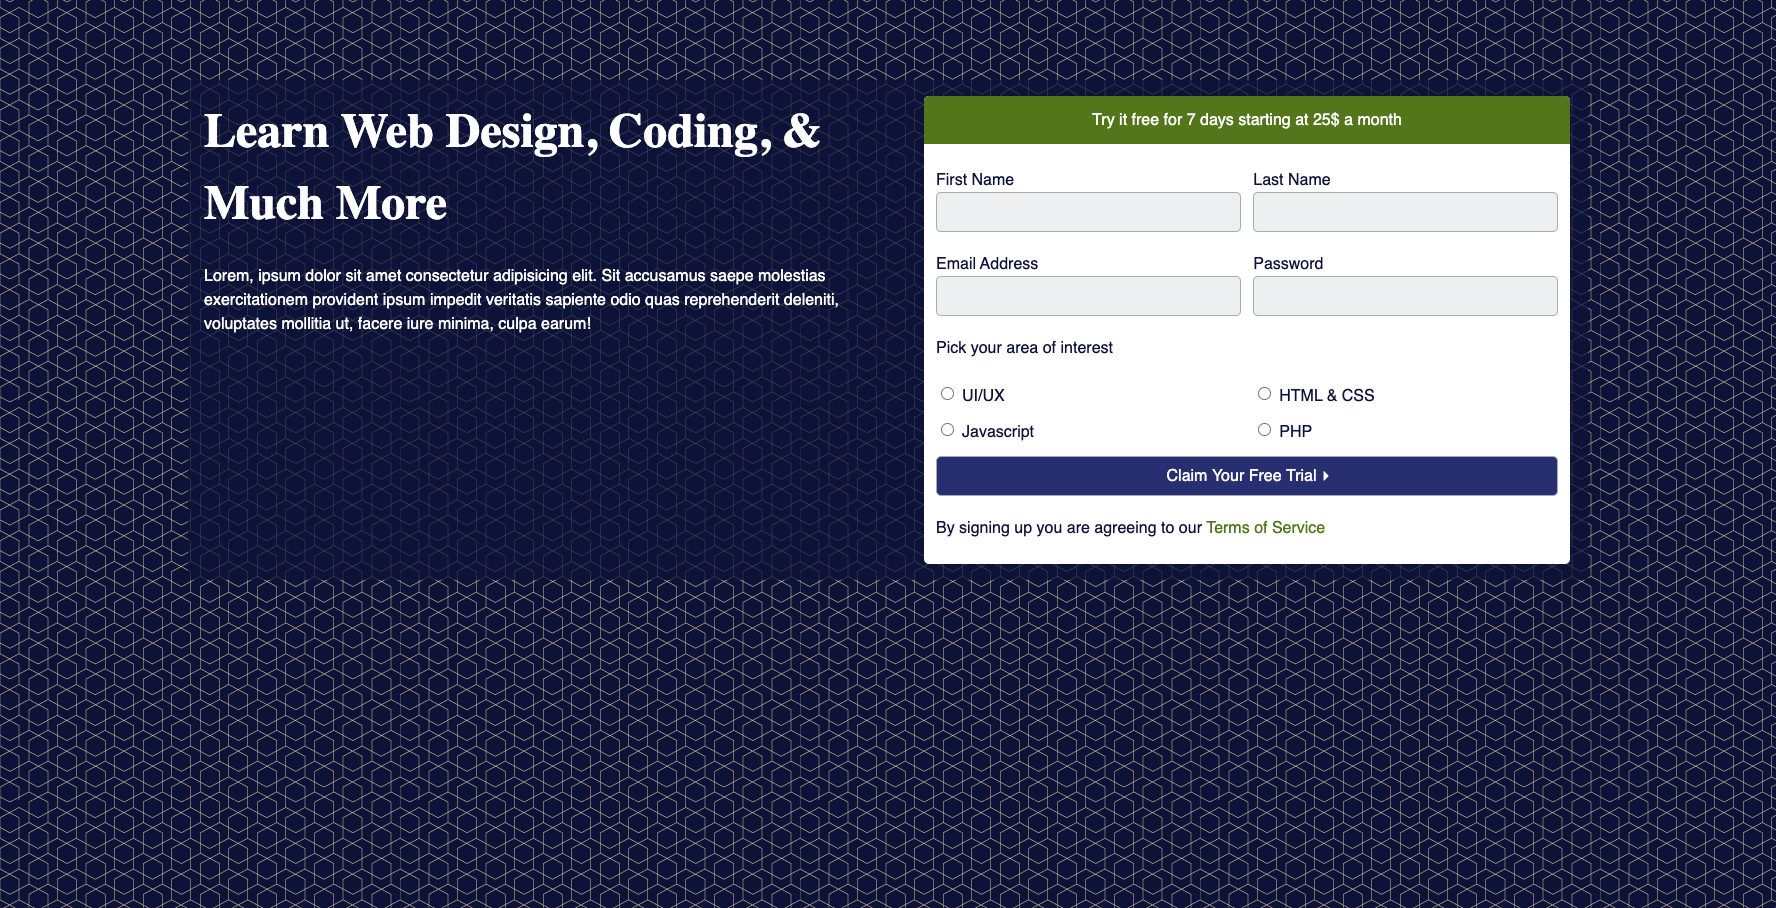 Learn Web Design, Coding, &
Much More
Lorem, ipsum dolor sit amet consectetur adipisicing elit. Sit accusamus saepe molestias
exercitationem provident ipsum impedit veritatis sapiente odio quas reprehenderit deleniti,
voluptates mollitia ut, facere iure minima, culpa earum!
Try it free for 7 days starting at 25$ a month
First Name
Last Name
Email Address
Password
Pick your area of interest
UI/UX
HTML & CSS
Javascript
PHP
Claim Your Free Trial
By signing up you are agreeing to our Terms of Service